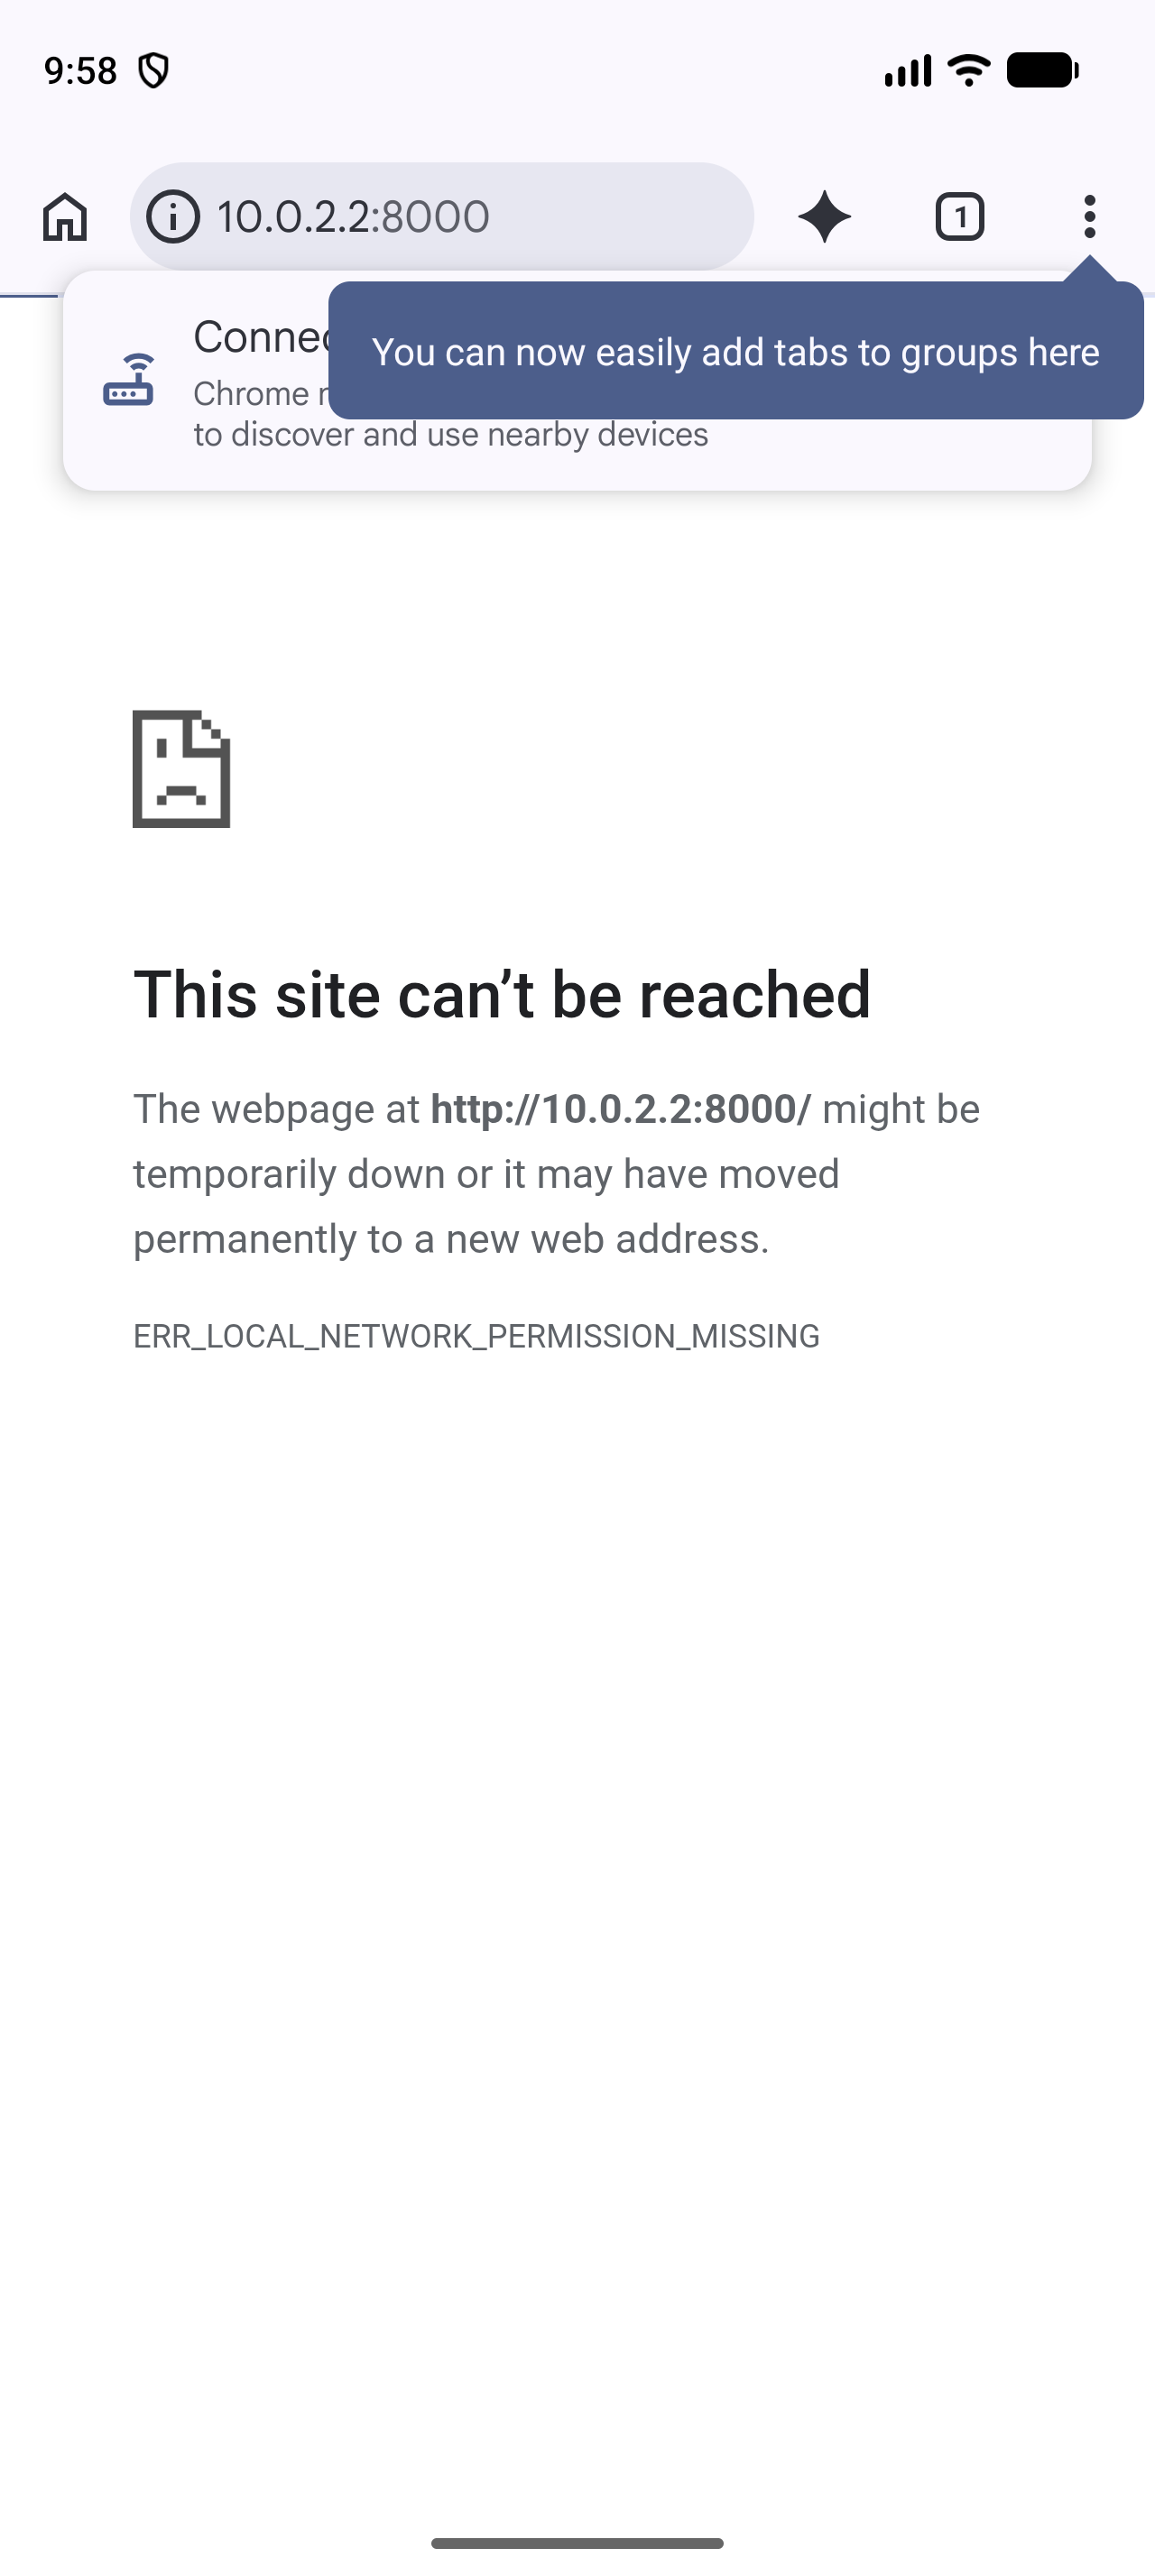 9:58
10.0.2.2:8000
1
You can now easily add tabs to groups here
Chrome
to discover and use nearby devices
This site can’t be reached
The webpage at http://10.0.2.2:8000/ might be
temporarily down or it may have moved
permanently to a new web address.
ERR_LOCAL_NETWORK_PERMISSION_MISSING